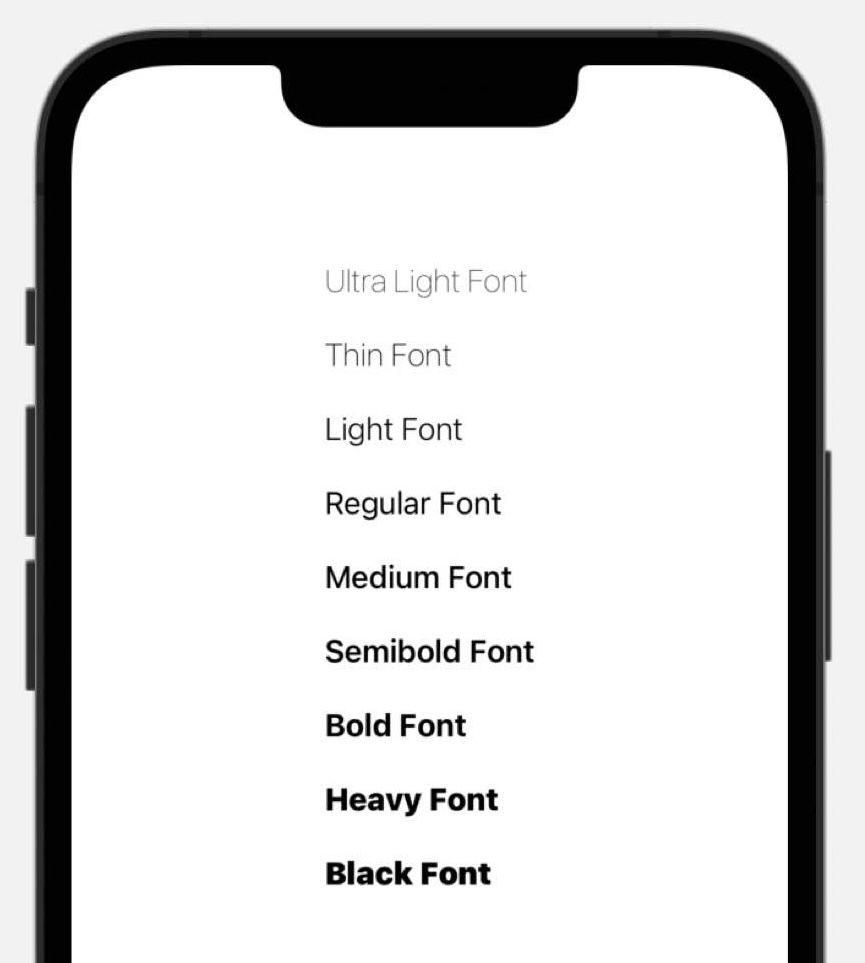 Ultra Light Font
Thin Font
Light Font
Regular Font
Medium Font
Semibold Font
Bold Font
Heavy Font
Black Font